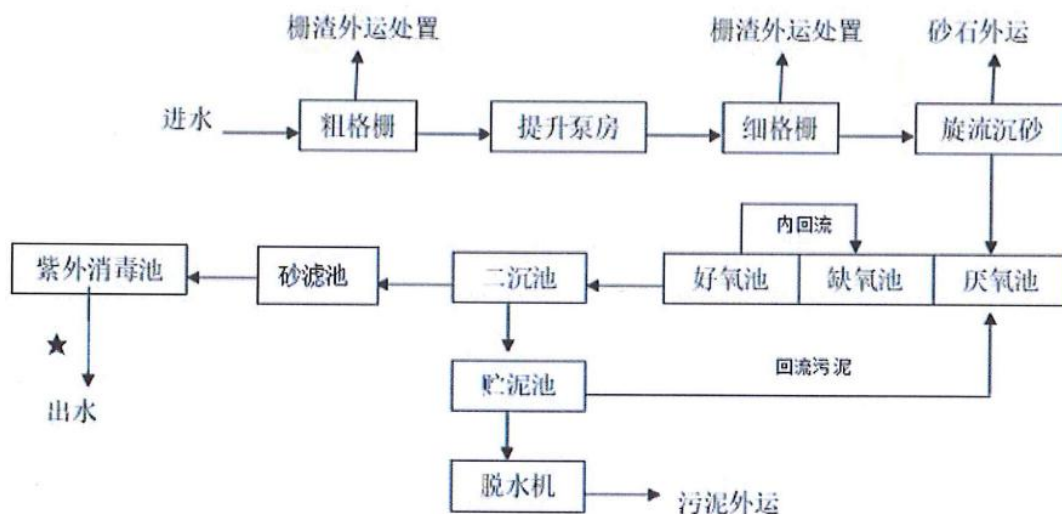 栅渣外运处置
栅渣外运处置
砂石外运
进水
粗格栅
提升泵房
细格栅
旋流沉砂
内回流
紫外消毒池
砂滤池
二沉池
好氧池
缺氧池
厌氧池
贮泥池
回流污泥
出水
脱水机
污泥外运